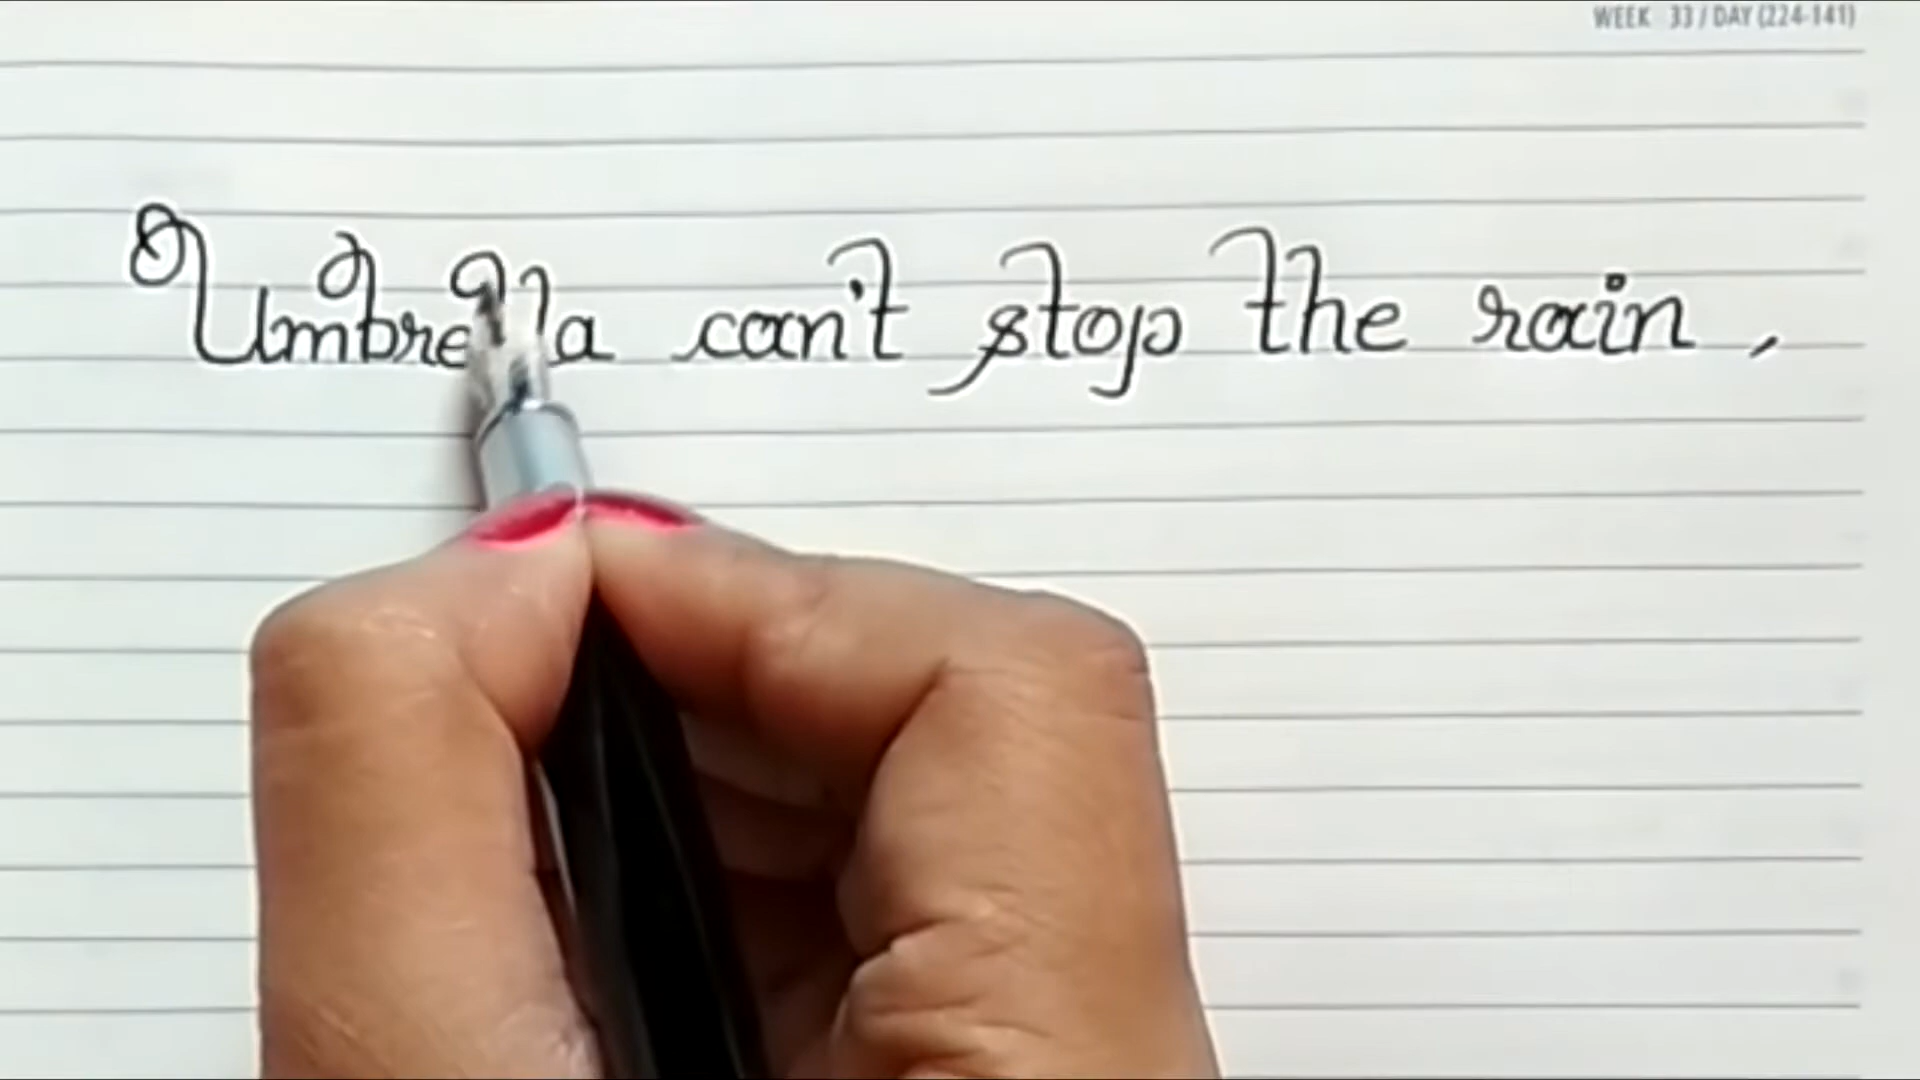 WEEK 33 / DAY (224-141)
Umbrella can't stop the rain,